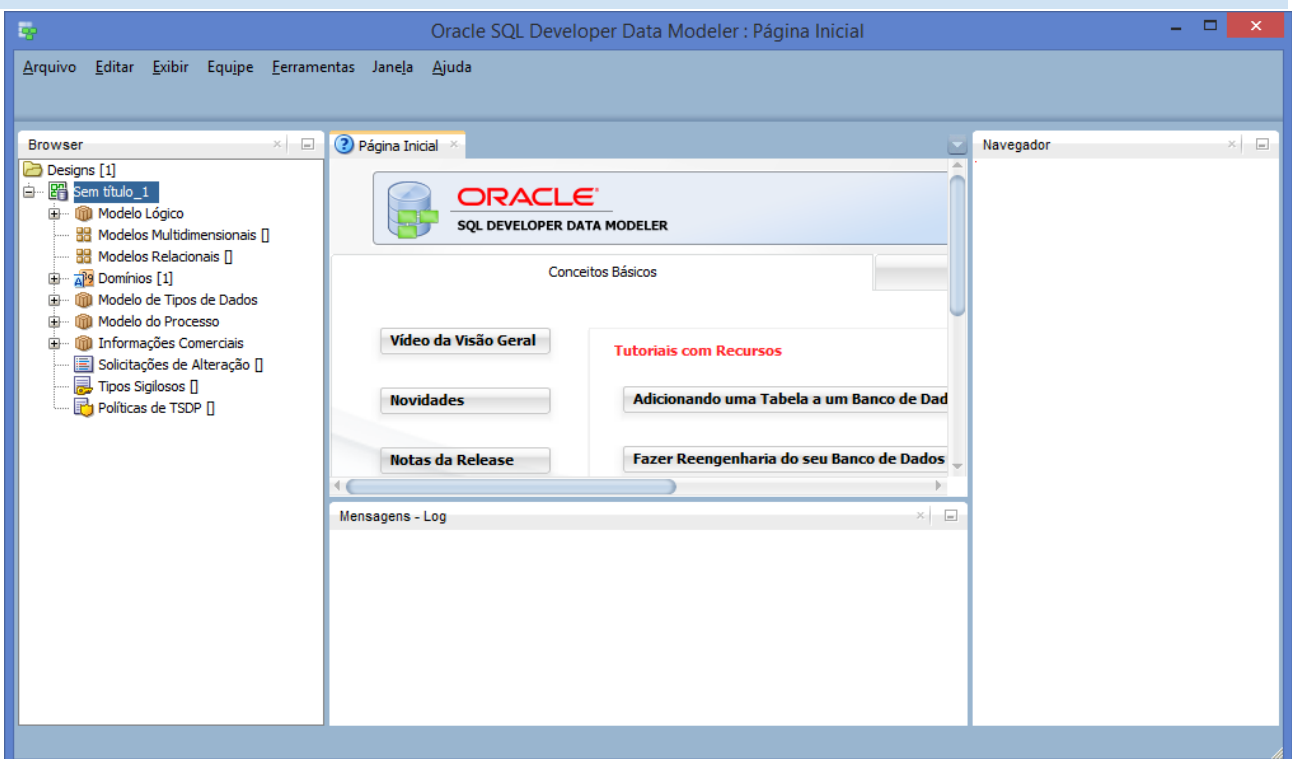 Oracle SQL Developer Data Modeler : Página Inicial
Arquivo Editar Exibir Equipe Ferramentas Janela Ajuda
Browser
Designs [1]
Sem título_1
Modelo Lógico
Modelos Multidimensionais []
Modelos Relacionais []
Domínios [1]
Modelo de Tipos de Dados
Modelo do Processo
Informações Comerciais
Solicitações de Alteração []
Tipos Sigilosos []
Políticas de TSDP []
Página Inicial
ORACLE
SQL DEVELOPER DATA MODELER
Conceitos Básicos
Vídeo da Visão Geral
Novidades
Notas da Release
Tutoriais com Recursos
Adicionando uma Tabela a um Banco de Dad
Fazer Reengenharia do seu Banco de Dados
Mensagens - Log
Navegador